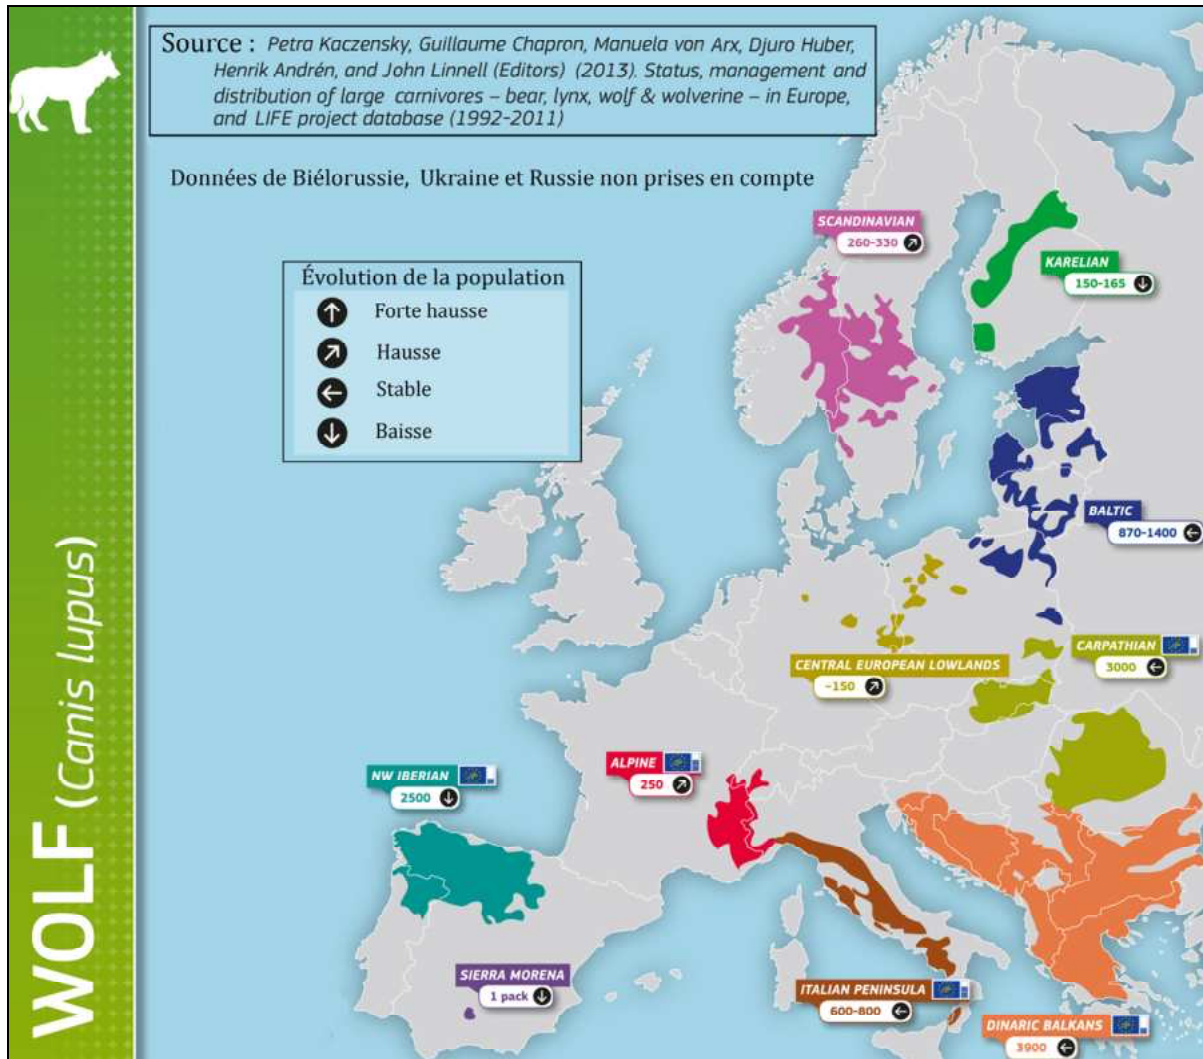 WOLF (Canis lupus)
Source : Petra Kaczensky, Guillaume Chapron, Manuela von Arx, Djuro Huber,
Henrik Andrén, and John Linnell (Editors) (2013). Status, management and
distribution of large carnivores – bear, lynx, wolf & wolverine – in Europe,
and LIFE project database (1992-2011)
Données de Biélorussie, Ukraine et Russie non prises en compte
Évolution de la population
Forte hausse
Hausse
Stable
Baisse
SCANDINAVIAN
260-330
KARELIAN
150-165
BALTIC
870-1400
CARPATHIAN
3000
CENTRAL EUROPEAN LOWLANDS
~150
ALPINE
250
NW IBERIAN
2500
SIERRA MORENA
1 pack
ITALIAN PENINSULA
600-800
DINARIC BALKANS
3900